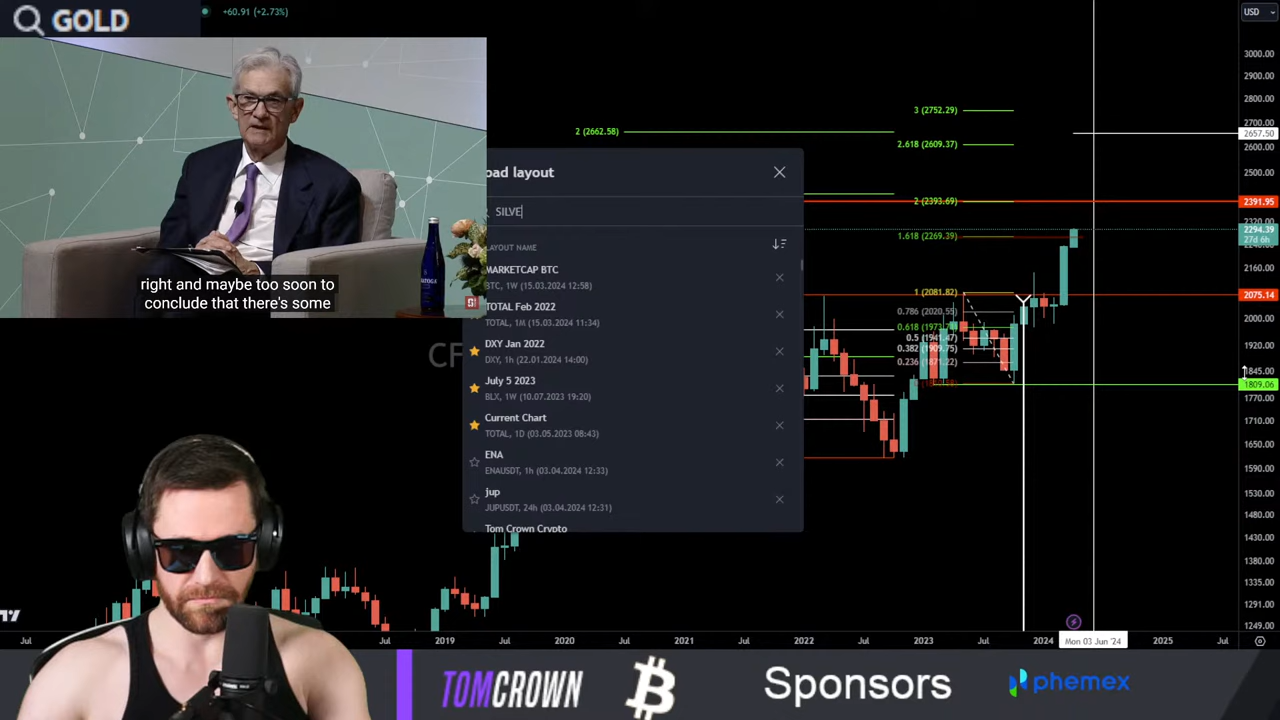 GOLD
+60.91 (+2.73%)
USD
right and maybe too soon to
conclude that there's some
oad layout
SILVE
LAYOUT NAME
MARKETCAP BTC
BTC, 1W (15.03.2024 12:58)
TOTAL Feb 2022
TOTAL, 1M (15.03.2024 11:34)
DXY Jan 2022
DXY, 1h (22.01.2024 14:00)
July 5 2023
BLX, 1W (10.07.2023 19:20)
Current Chart
TOTAL, 1D (03.05.2023 08:43)
ENA
ENAUSDT, 1h (03.04.2024 12:33)
jup
JUPUSDT, 24h (03.04.2024 12:31)
Tom Crown Crypto
CF
3 (2752.29)
2 (2662.58)
2.618 (2609.37)
2 (2393.69)
1.618 (2269.39)
1 (2081.82)
0.786 (2020.55)
0.5 (1941.47)
0.382 (1909.75)
0.236 (1871.22)
3000.00
2900.00
2800.00
2700.00
2657.50
2600.00
2500.00
2391.95
2320.00
2294.39
27d 6h
2160.00
2075.14
2000.00
1920.00
1845.00
1809.06
1770.00
1710.00
1650.00
1590.00
1530.00
1480.00
1430.00
1380.00
1335.00
1291.00
1249.00
Jul
Jul
2019
Jul
2020
Jul
2021
Jul
2022
Jul
2023
Jul
2024
Mon 03 Jun '24
2025
Jul
TOMCROWN
Sponsors
phemex